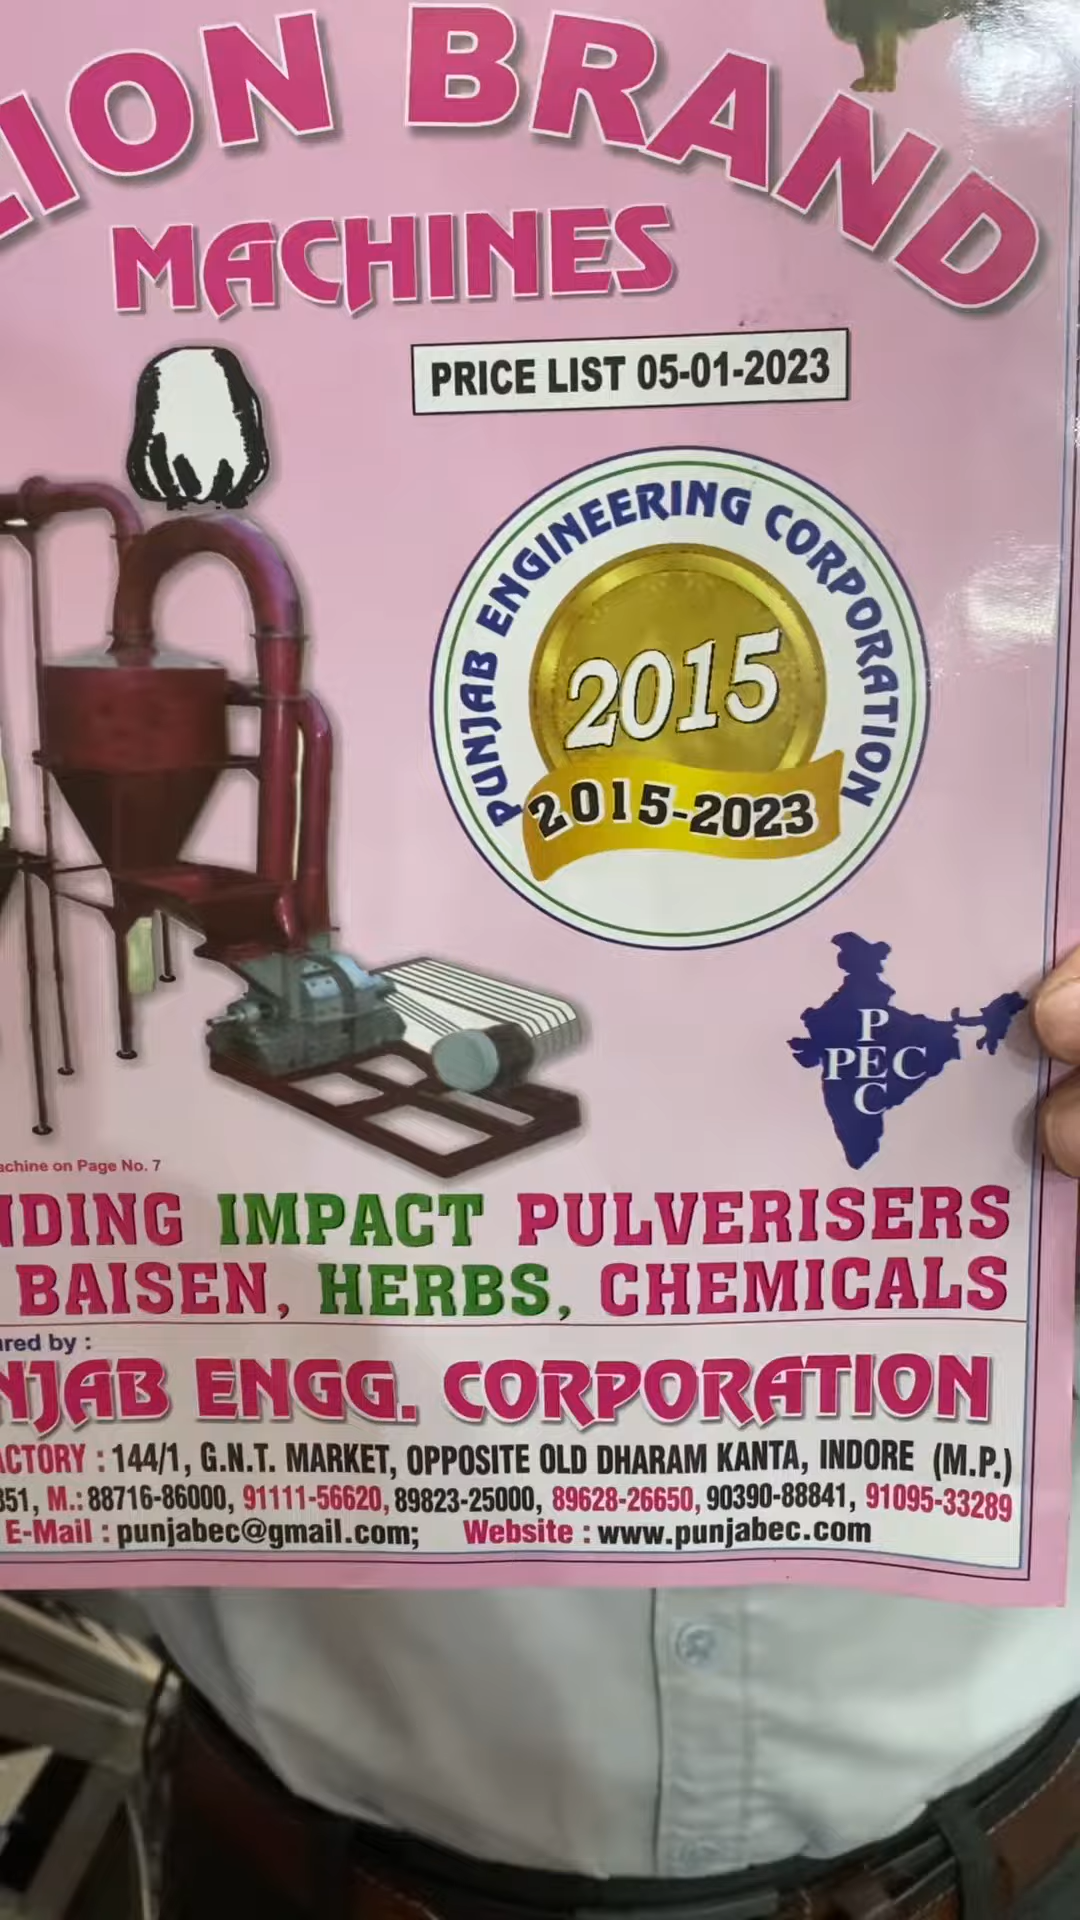 LION BRAND
MACHINES
PRICE LIST 05-01-2023
PUNJAB ENGINEERING CORPORATION
2015
2015-2023
P
PEC
C
achine on Page No. 7
NDING IMPACT PULVERISERS
BAISEN, HERBS, CHEMICALS
ured by :
NJAB ENGG. CORPORATION
ACTORY : 144/1, G.N.T. MARKET, OPPOSITE OLD DHARAM KANTA, INDORE (M.P.)
351, M.: 88716-86000, 91111-56620, 89823-25000, 89628-26650, 90390-88841, 91095-33289
E-Mail : punjabec@gmail.com; Website : www.punjabec.com